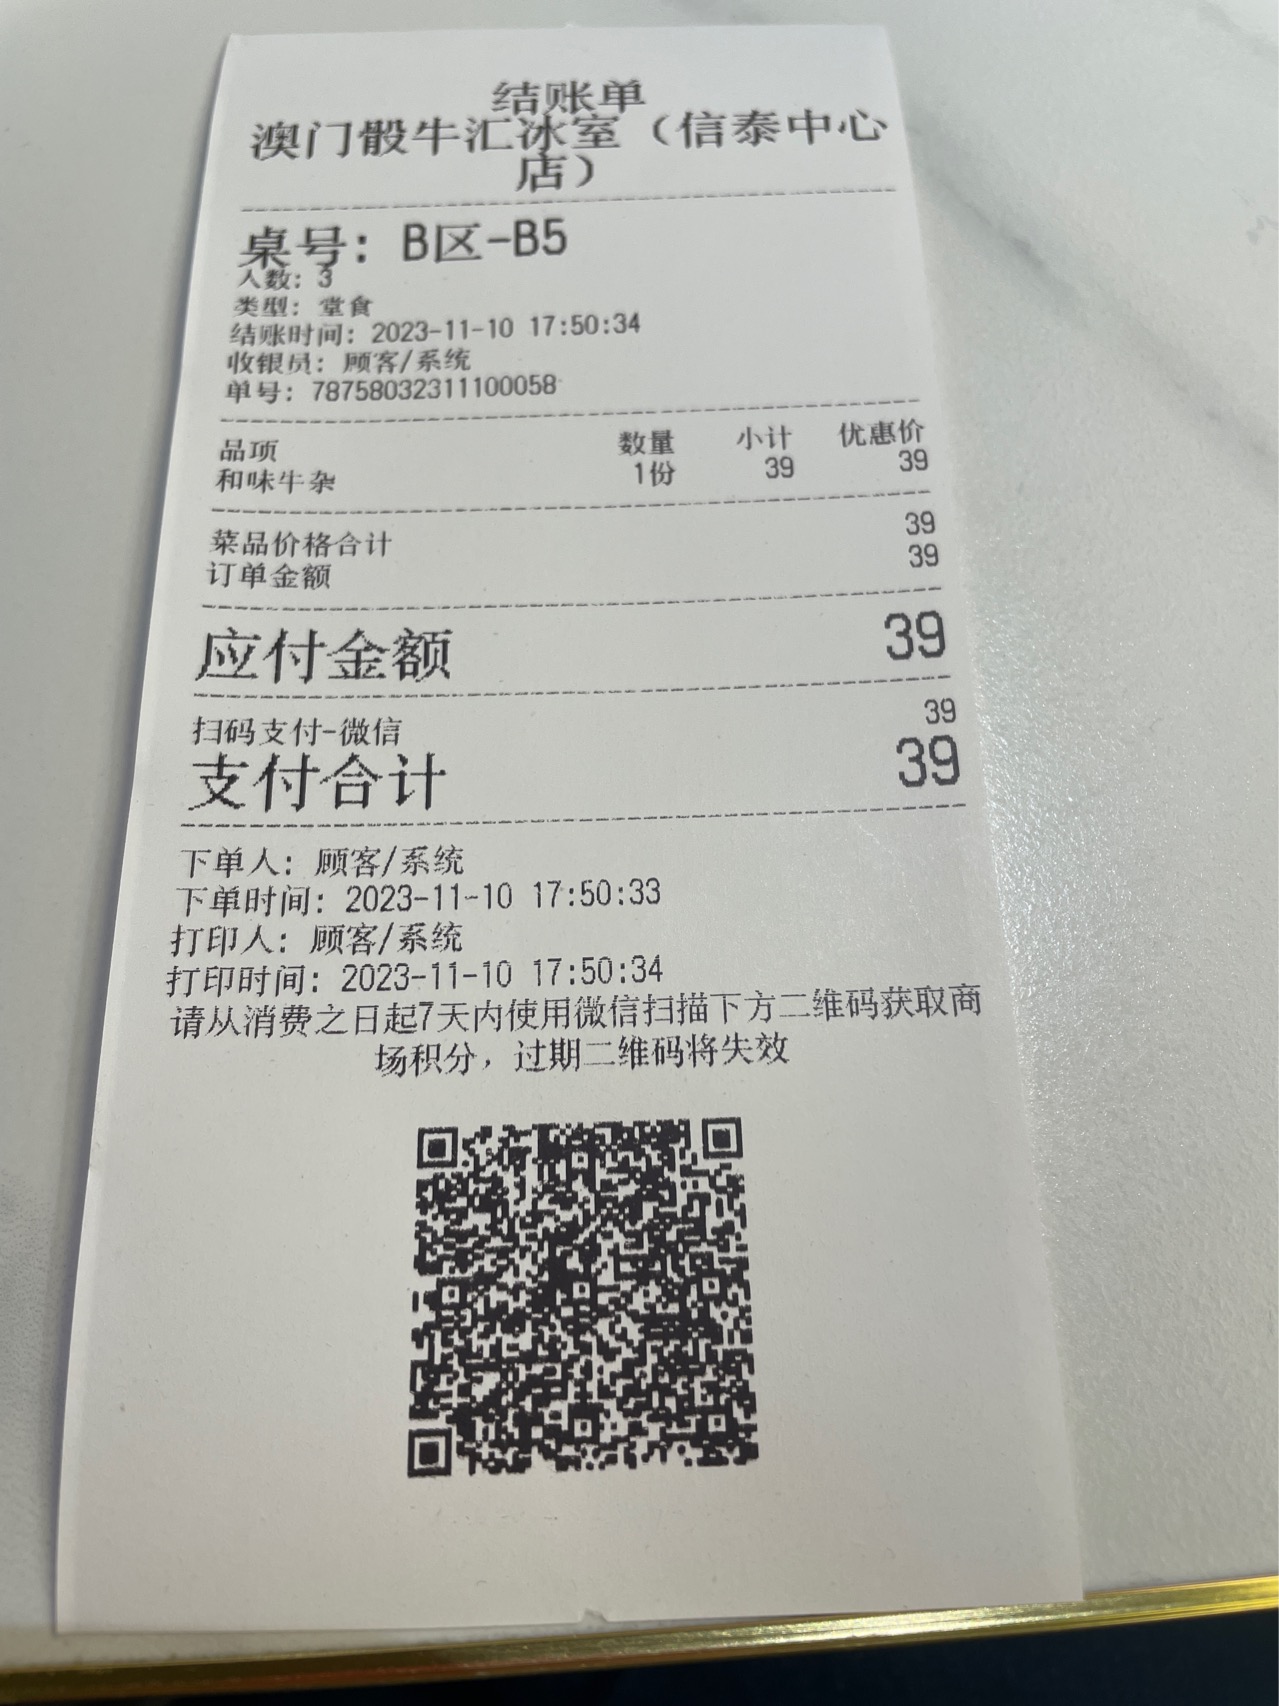 结账单
澳门骰牛汇冰室（信泰中心
店）
桌号：B区-B5
人数：3
类型：堂食
结账时间：2023-11-10 17:50:34
收银员：顾客/系统
单号：78758032311100058
品项 数量 小计 优惠价
和味牛杂 1份 39 39
菜品价格合计 39
订单金额 39
应付金额 39
扫码支付-微信 39
支付合计 39
下单人：顾客/系统
下单时间：2023-11-10 17:50:33
打印人：顾客/系统
打印时间：2023-11-10 17:50:34
请从消费之日起7天内使用微信扫描下方二维码获取商
场积分，过期二维码将失效